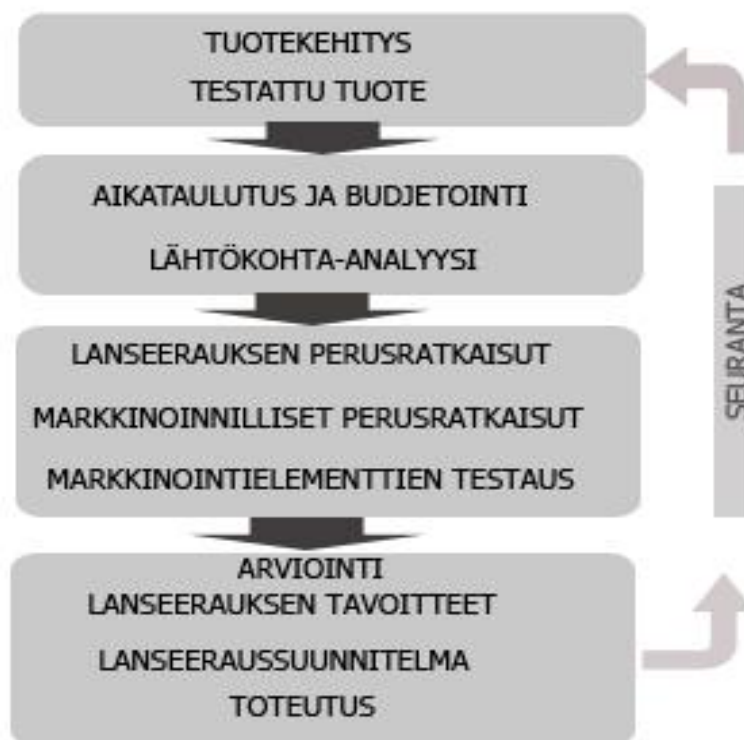 TUOTEKEHITYS
TESTATTU TUOTE
AIKATAULUTUS JA BUDJETOINTI
LÄHTÖKOHTA-ANALYYSI
LANSEERAUKSEN PERUSRATKAISUT
MARKKINOINNILLISET PERUSRATKAISUT
MARKKINOINTIELEMENTTIEN TESTAUS
ARVIOINTI
LANSEERAUKSEN TAVOITTEET
LANSEERAUSSUUNNITELMA
TOTEUTUS
SEURANTA